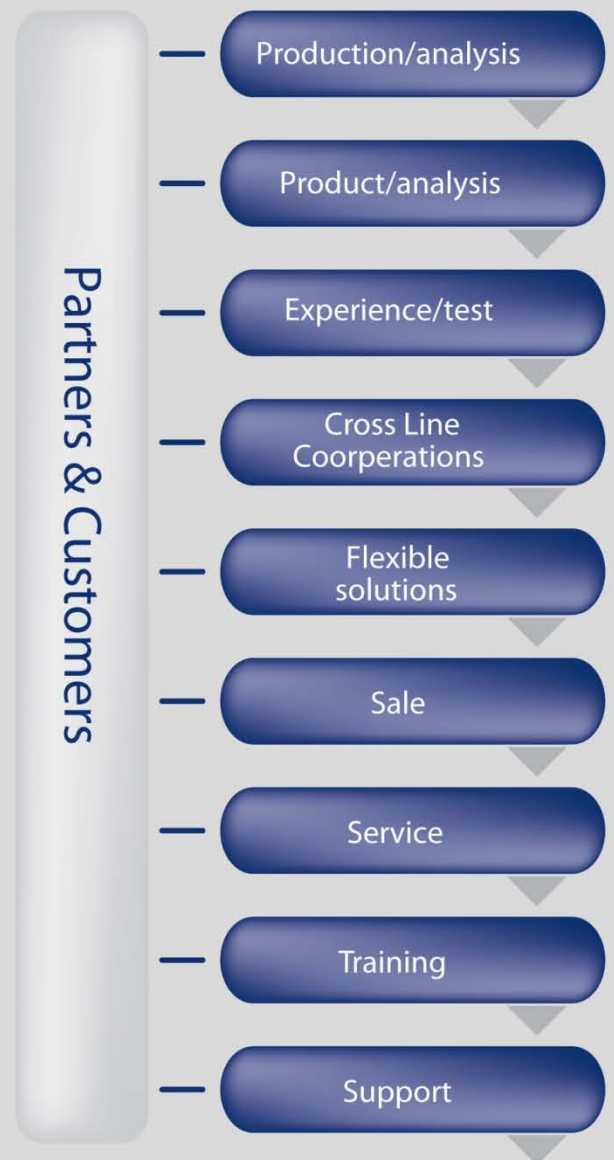 Partners & Customers
Production/analysis
Product/analysis
Experience/test
Cross Line
Coorperations
Flexible
solutions
Sale
Service
Training
Support